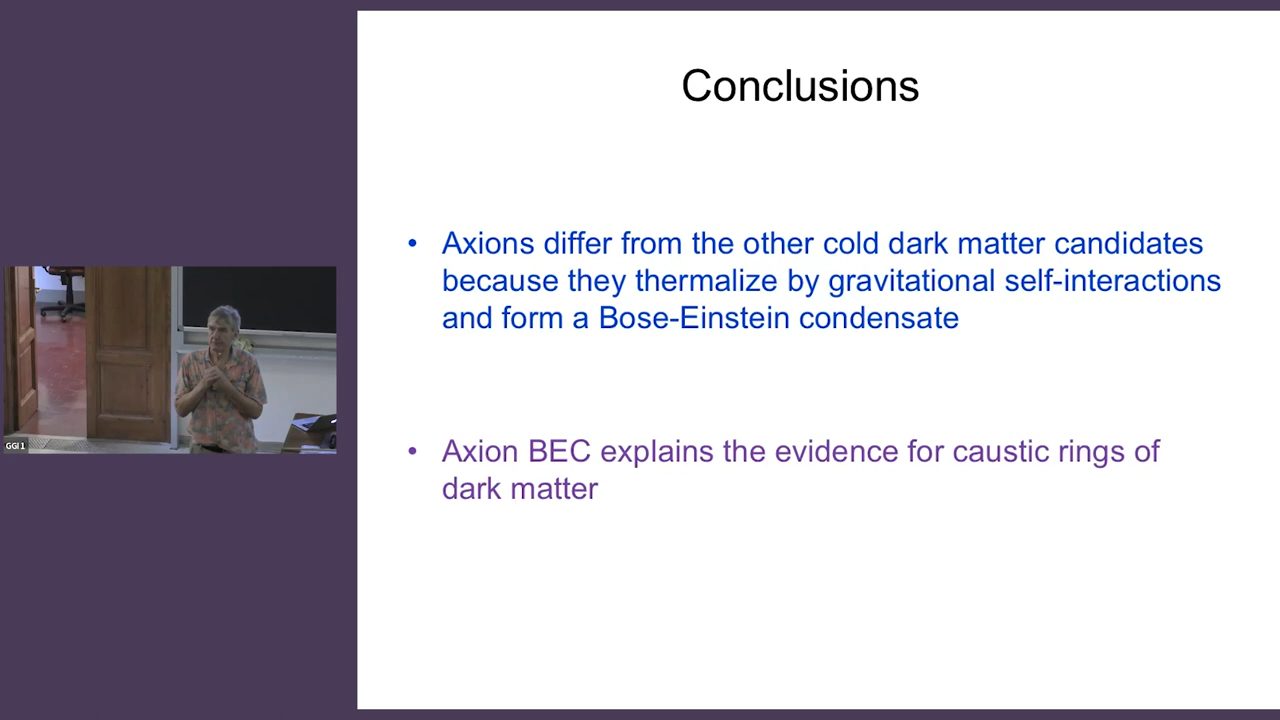 Conclusions
• Axions differ from the other cold dark matter candidates
because they thermalize by gravitational self-interactions
and form a Bose-Einstein condensate
• Axion BEC explains the evidence for caustic rings of
dark matter
GGI 1